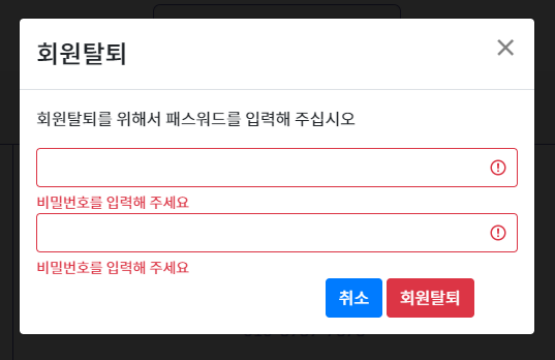 회원탈퇴
회원탈퇴를 위해서 패스워드를 입력해 주십시오
비밀번호를 입력해 주세요
비밀번호를 입력해 주세요
취소 회원탈퇴